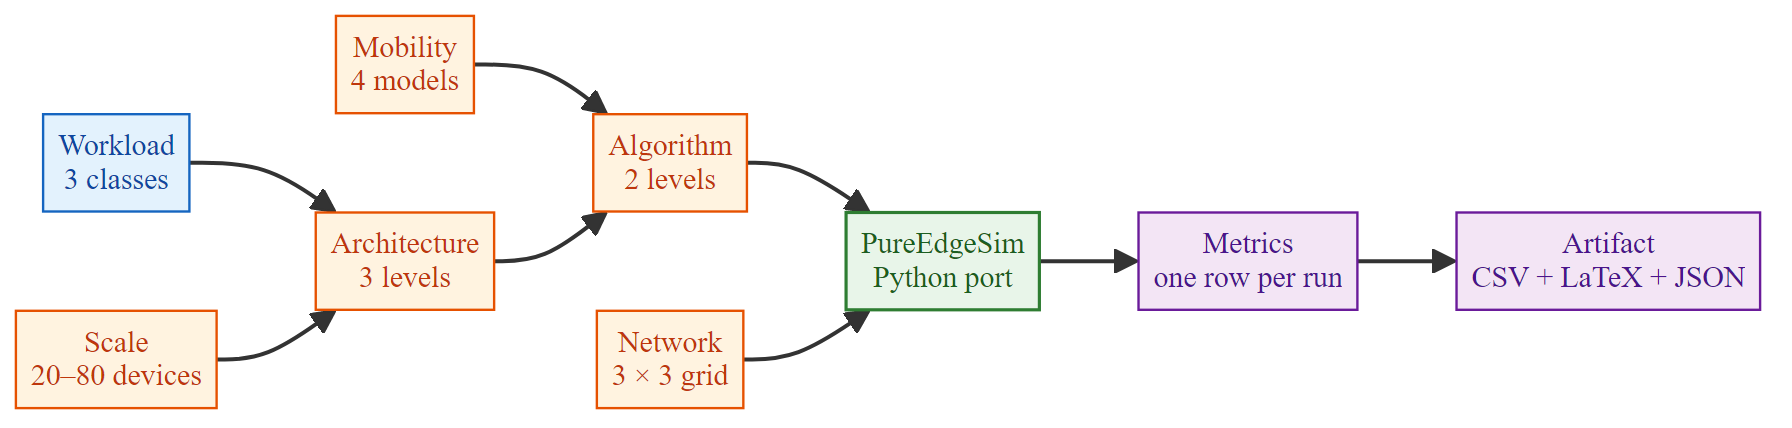 Mobility
4 models
Workload
3 classes
Algorithm
2 levels
Architecture
3 levels
PureEdgeSim
Python port
Metrics
one row per run
Artifact
CSV + LaTeX + JSON
Scale
20–80 devices
Network
3 × 3 grid